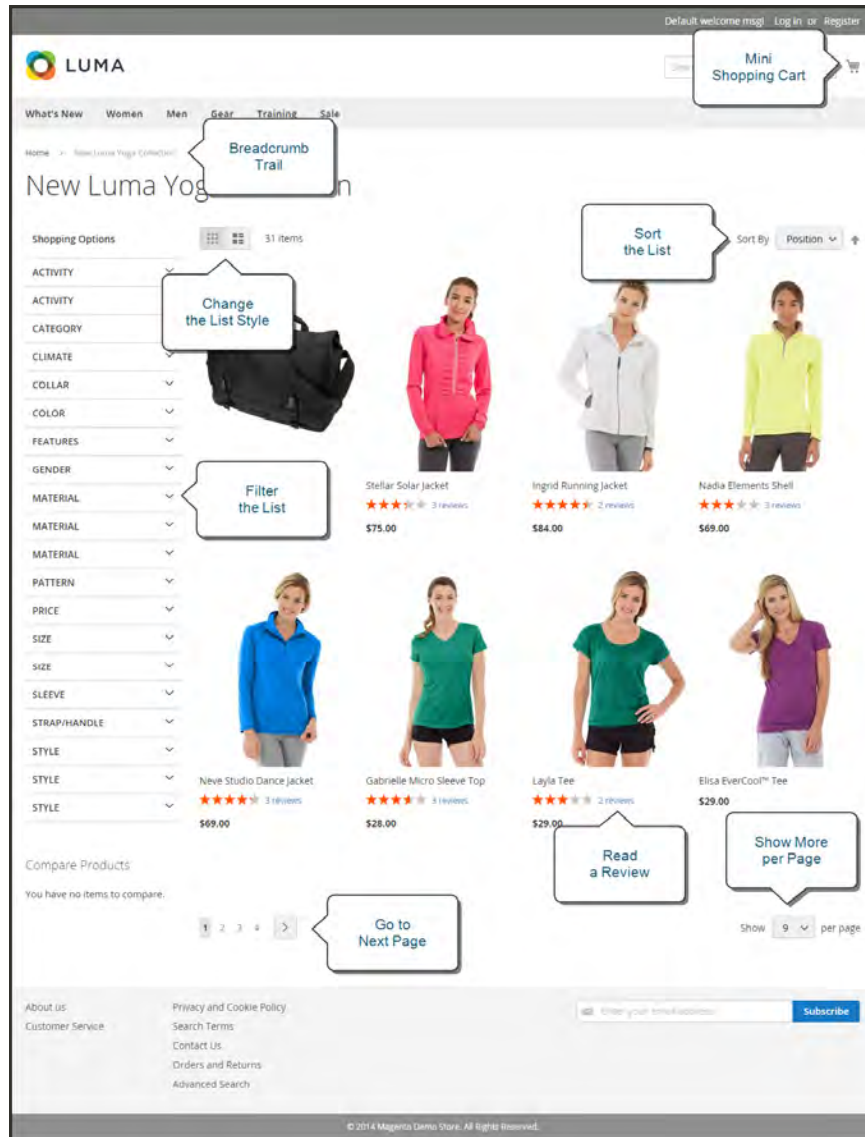 Default welcome msg! Log in or Register
LUMA
Mini
Shopping Cart
What's New Women Men Gear Training Sale
Home > New Luma Yoga Collection
Breadcrumb
Trail
New Luma Yog n
Shopping Options
31 items
Sort
the List
Sort By Position
Change
the List Style
ACTIVITY
ACTIVITY
CATEGORY
CLIMATE
COLLAR
COLOR
FEATURES
GENDER
MATERIAL
MATERIAL
MATERIAL
PATTERN
PRICE
SIZE
SIZE
SLEEVE
STRAP/HANDLE
STYLE
STYLE
STYLE
Filter
the List
Stellar Solar Jacket
3 reviews
$75.00
Ingrid Running Jacket
2 reviews
$84.00
Nadia Elements Shell
3 reviews
$69.00
Neve Studio Dance Jacket
3 reviews
$69.00
Gabrielle Micro Sleeve Top
3 reviews
$28.00
Layla Tee
2 reviews
$29.00
Elisa EverCool™ Tee
$29.00
Read
a Review
Show More
per Page
Compare Products
You have no items to compare.
1 2 3 4 >
Go to
Next Page
Show 9 per page
About us
Customer Service
Privacy and Cookie Policy
Search Terms
Contact Us
Orders and Returns
Advanced Search
Enter your email address
Subscribe
© 2014 Magento Demo Store. All Rights Reserved.